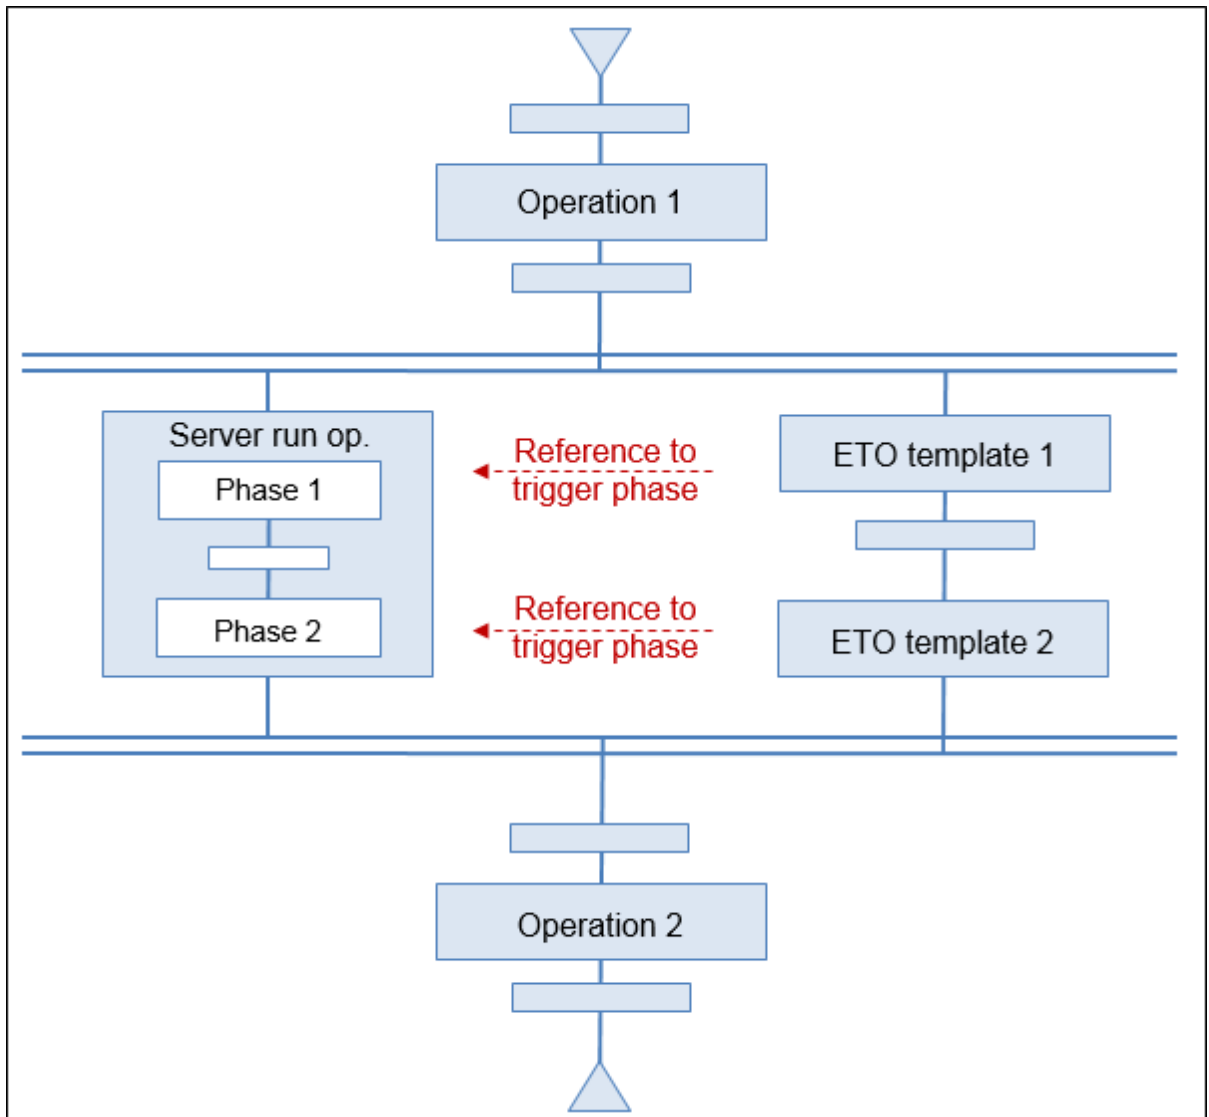 Operation 1
Server run op.
Phase 1
Phase 2
Reference to
trigger phase
Reference to
trigger phase
ETO template 1
ETO template 2
Operation 2